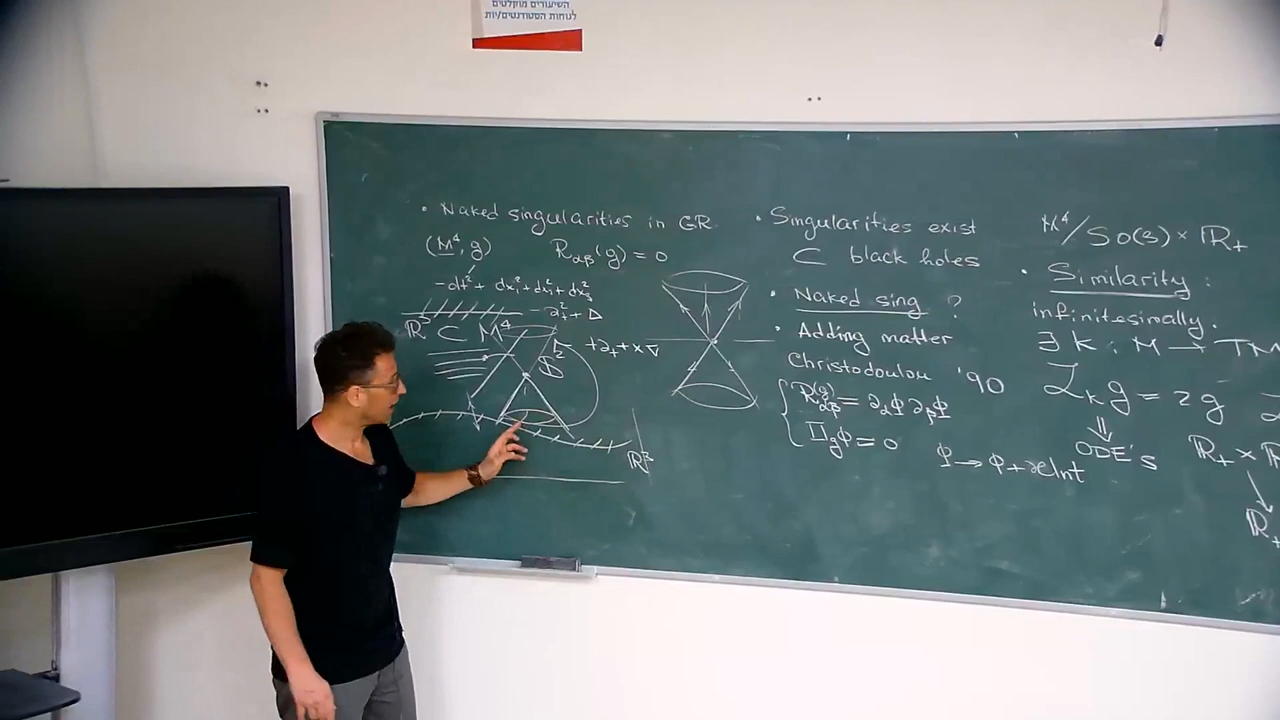 השיעורים מוקלטים
לנוחות הסטודנטים/יות
• Naked singularities in GR
(M⁴, g) R_αβ(g) = 0
-dt² + dx₁² + dx₂² + dx₃²
-∂_t² + Δ
ℝ³ ⊂ M⁴
S²
+∂_t + x∇
ℝ³
• Singularities exist
⊂ black holes
• Naked sing ?
• Adding matter
Christodoulou '90
R_αβ^(g) = ∂_αΦ ∂_βΦ
□_gΦ = 0
Φ → Φ + æ ln t
M⁴/SO(3) × ℝ₊
• Similarity :
infinitesimally.
∃ K : M → TM
ℒ_K g = 2g
⇓
ODE's
ℝ₊ ×
↓
ℝ₊